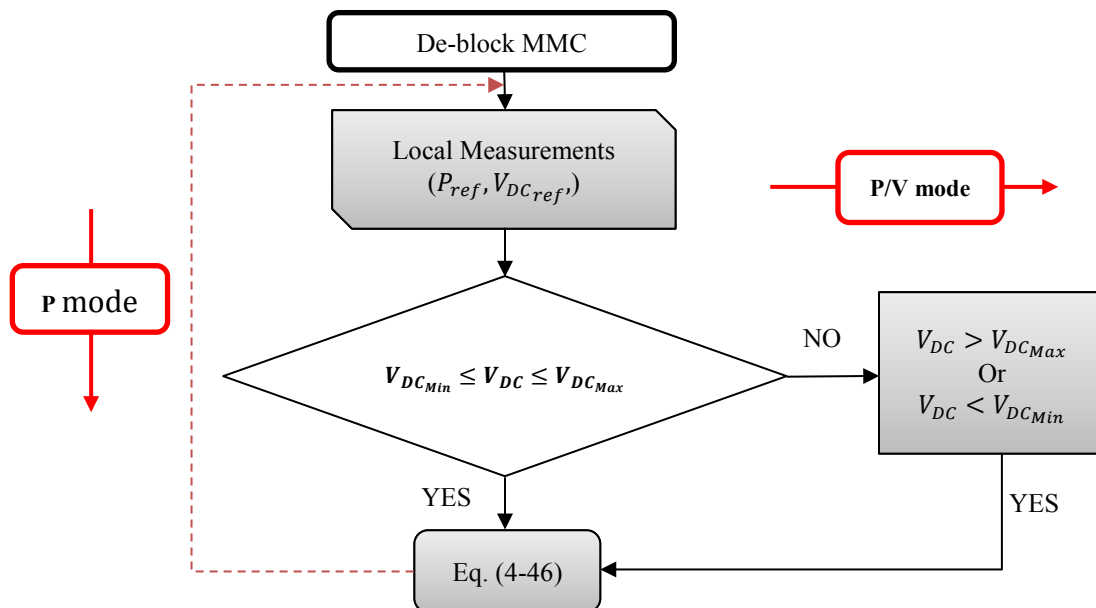 De-block MMC
Local Measurements
(P_ref, V_DC_ref,)
P/V mode
P mode
NO
V_DC_Min ≤ V_DC ≤ V_DC_Max
V_DC > V_DC_Max
Or
V_DC < V_DC_Min
YES
YES
Eq. (4-46)